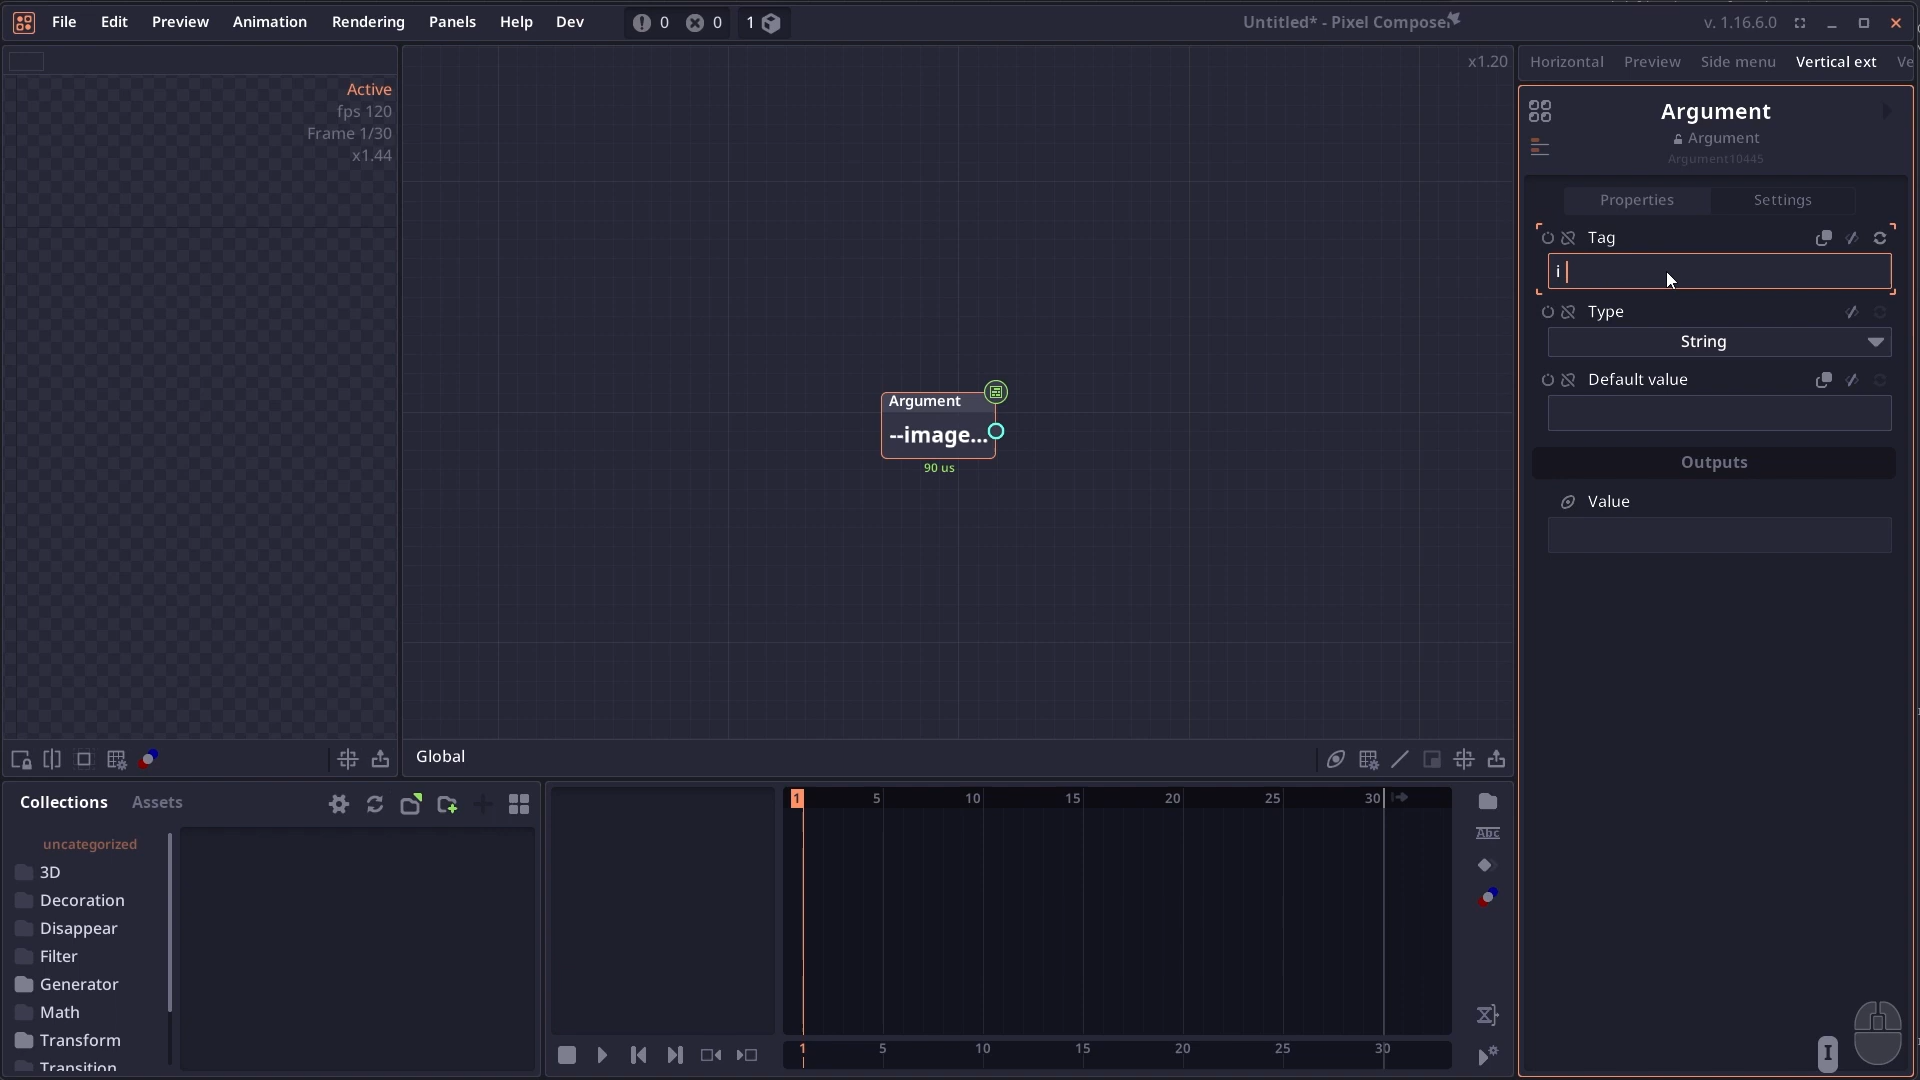 File Edit Preview Animation Rendering Panels Help Dev 0 0 1 Untitled* - Pixel Composer v. 1.16.6.0
x1.20 Horizontal Preview Side menu Vertical ext Ve
Active
fps 120
Frame 1/30
x1.44
Argument
Argument
Argument10445
Properties Settings
Tag
i
Type
String
Default value
Outputs
Value
Argument
--image...
90 us
Global
Collections Assets
uncategorized
3D
Decoration
Disappear
Filter
Generator
Math
Transform
Transition
1 5 10 15 20 25 30
Abc
1 5 10 15 20 25 30
I